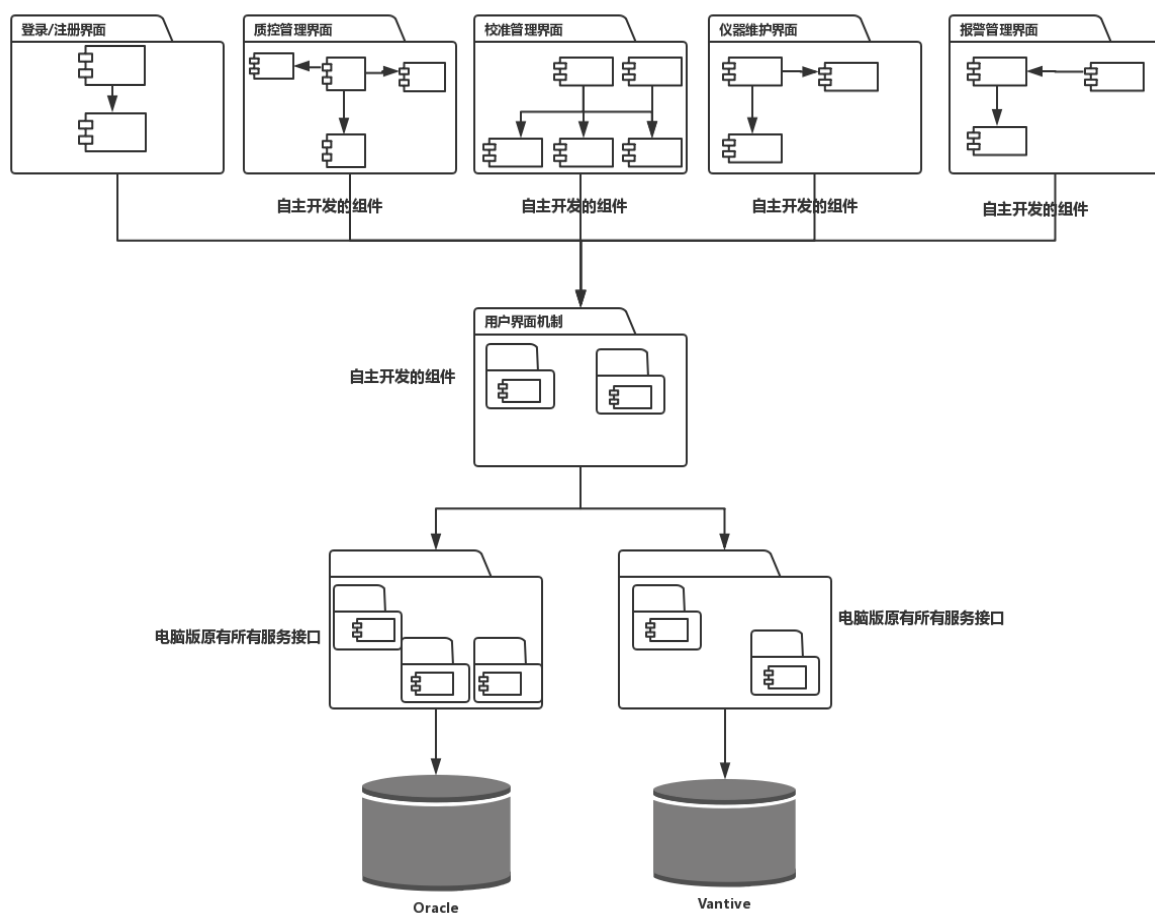 登录/注册界面
质控管理界面
校准管理界面
仪器维护界面
报警管理界面
自主开发的组件
自主开发的组件
自主开发的组件
自主开发的组件
用户界面机制
自主开发的组件
电脑版原有所有服务接口
电脑版原有所有服务接口
Oracle
Vantive